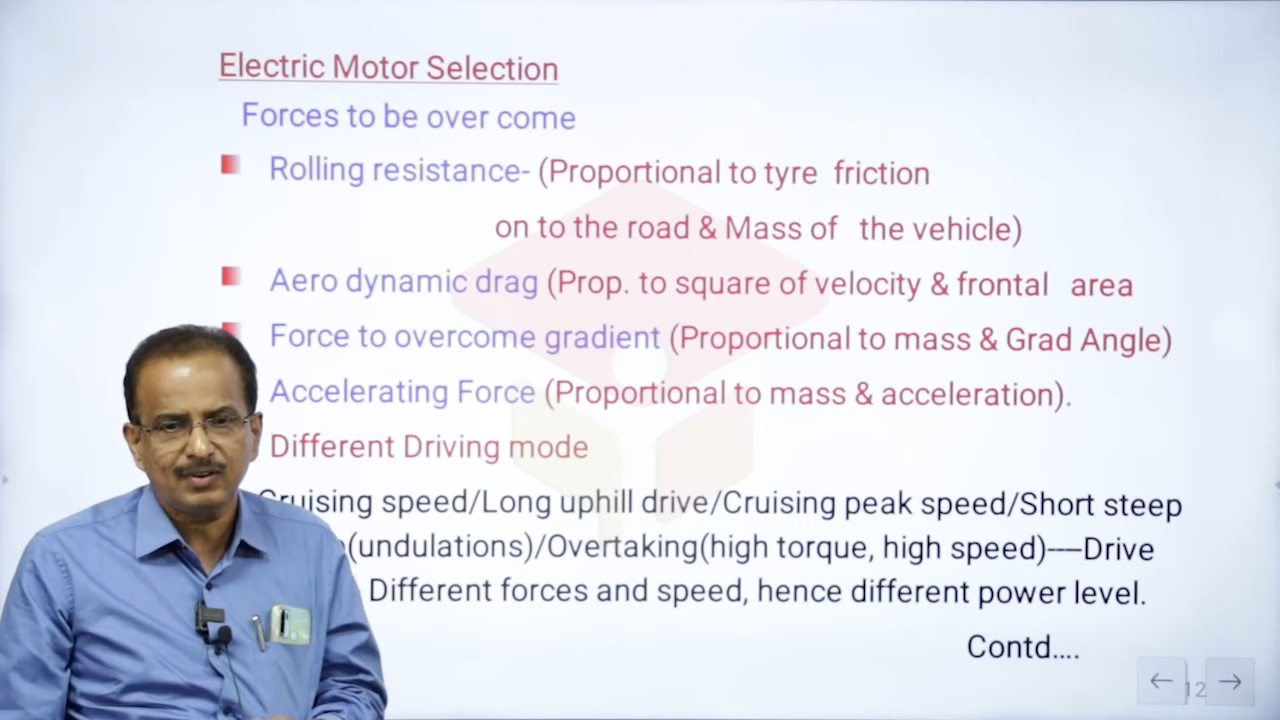 Electric Motor Selection
Forces to be over come
Rolling resistance- (Proportional to tyre friction
on to the road & Mass of the vehicle)
Aero dynamic drag (Prop. to square of velocity & frontal area
Force to overcome gradient (Proportional to mass & Grad Angle)
Accelerating Force (Proportional to mass & acceleration).
Different Driving mode
Cruising speed/Long uphill drive/Cruising peak speed/Short steep
(undulations)/Overtaking(high torque, high speed)----Drive
Different forces and speed, hence different power level.
Contd....
12